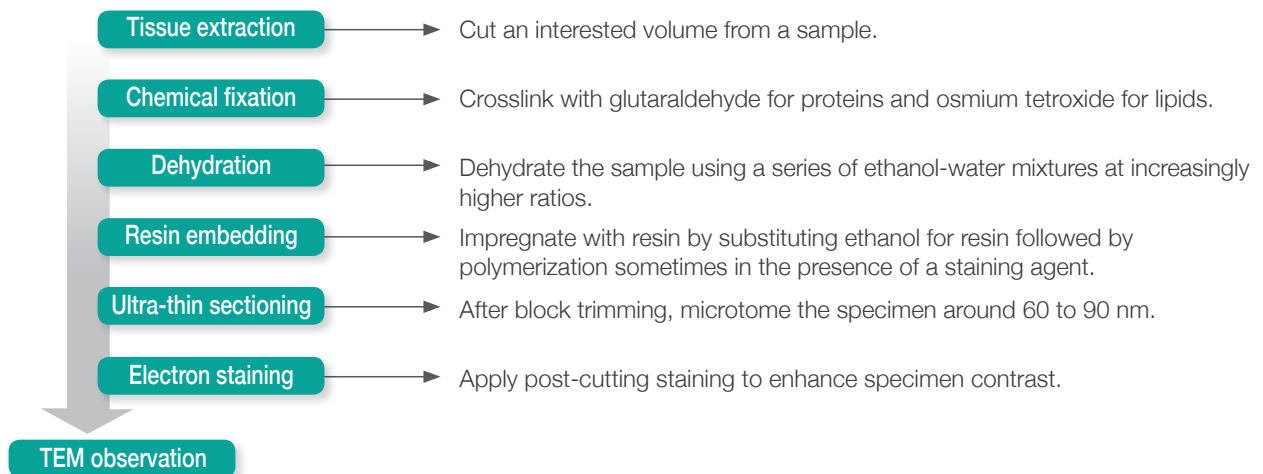 Tissue extraction
Cut an interested volume from a sample.
Chemical fixation
Crosslink with glutaraldehyde for proteins and osmium tetroxide for lipids.
Dehydration
Dehydrate the sample using a series of ethanol-water mixtures at increasingly
higher ratios.
Resin embedding
Impregnate with resin by substituting ethanol for resin followed by
polymerization sometimes in the presence of a staining agent.
Ultra-thin sectioning
After block trimming, microtome the specimen around 60 to 90 nm.
Electron staining
Apply post-cutting staining to enhance specimen contrast.
TEM observation